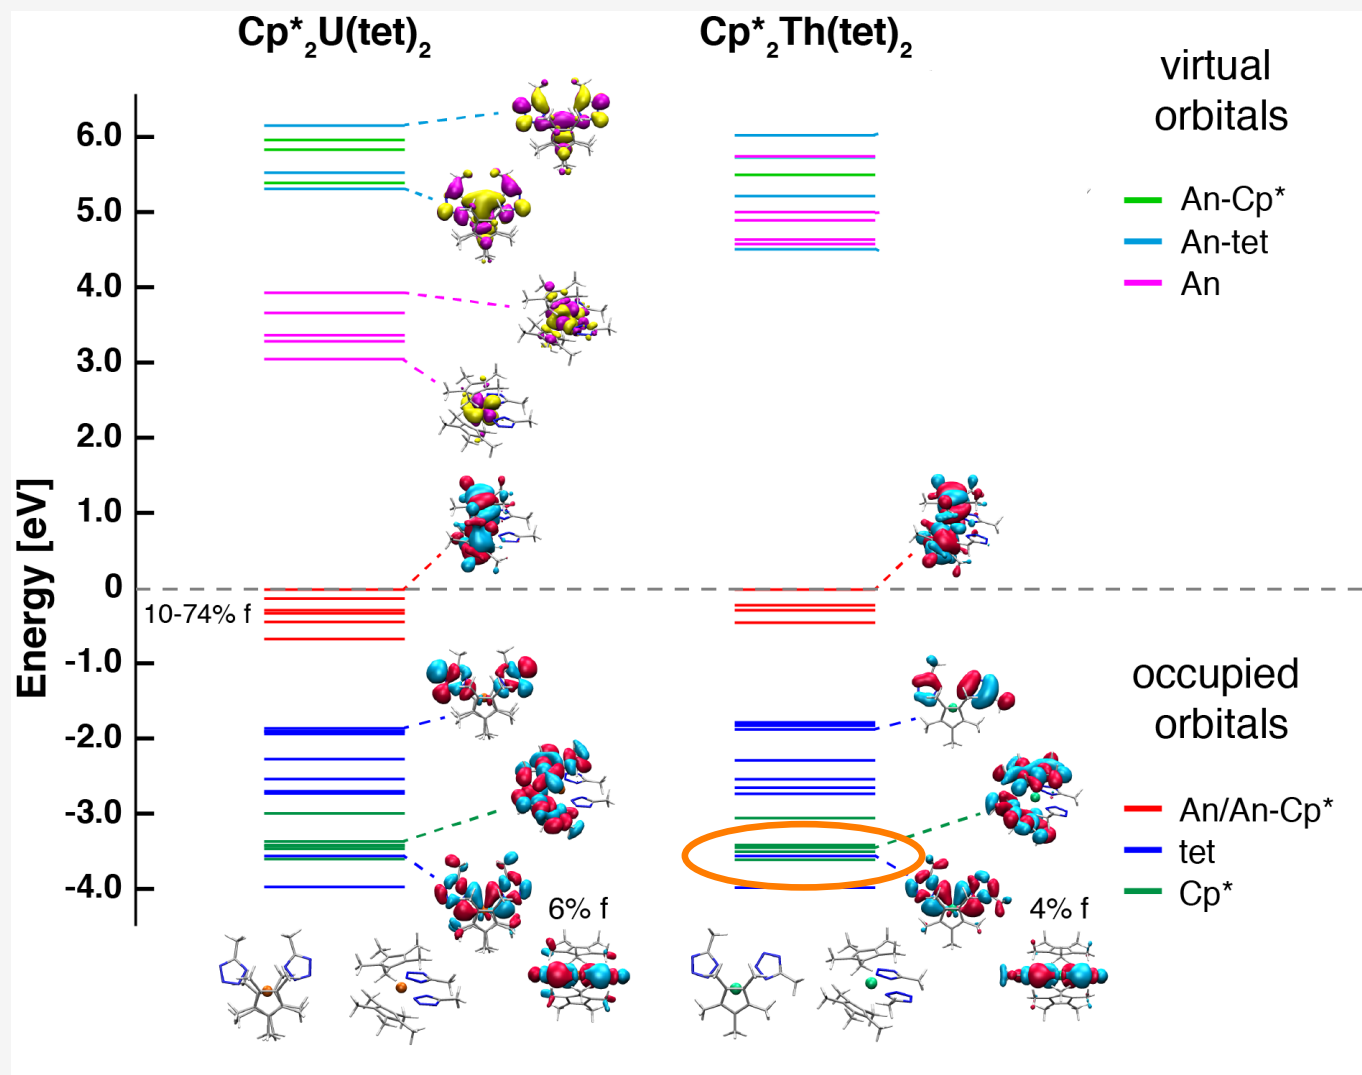 Cp*₂U(tet)₂
Cp*₂Th(tet)₂
virtual
orbitals
An-Cp*
An-tet
An
Energy [eV]
6.0
5.0
4.0
3.0
2.0
1.0
0
-1.0
-2.0
-3.0
-4.0
10-74% f
occupied
orbitals
An/An-Cp*
tet
Cp*
6% f
4% f